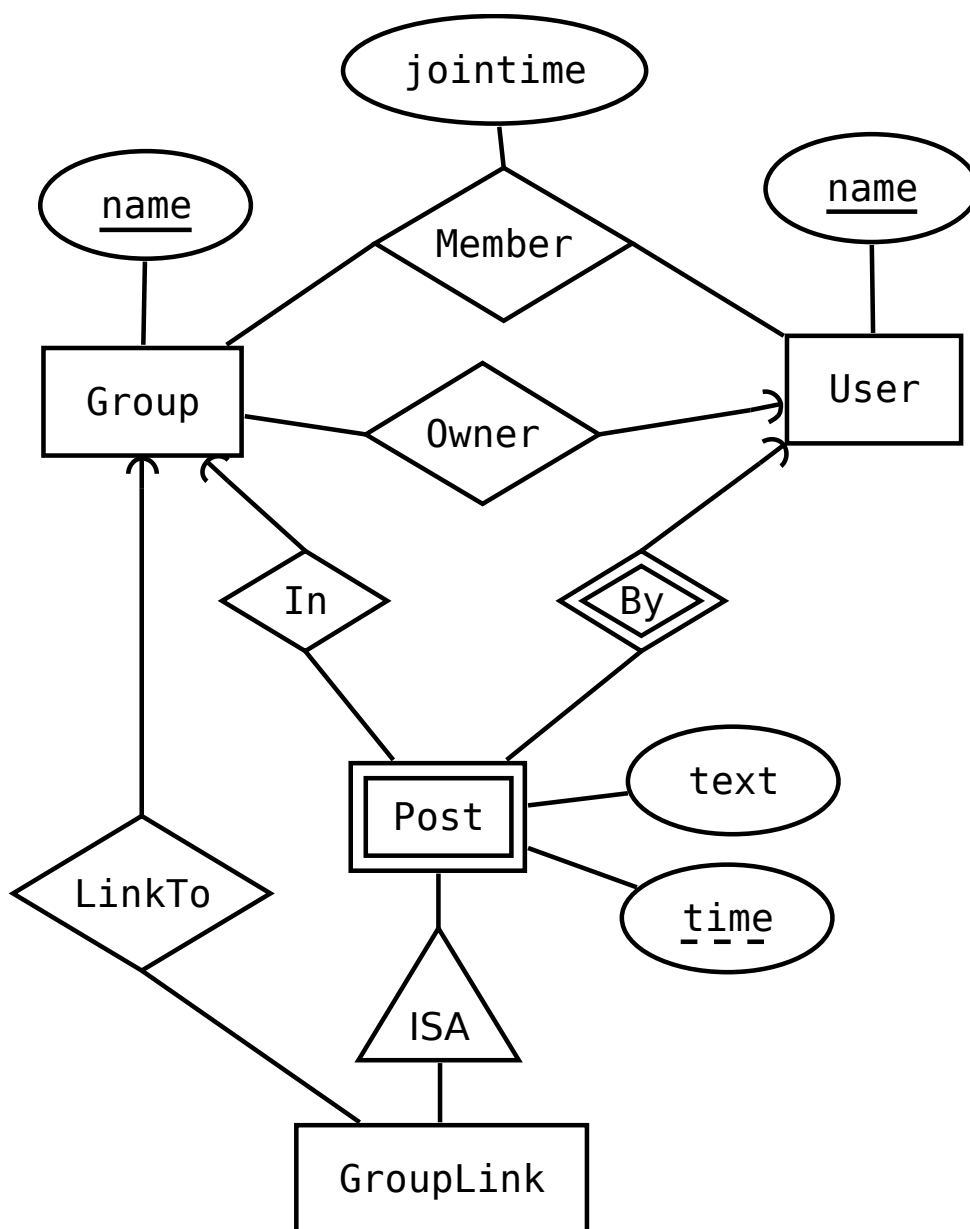 jointime
name
name
Member
Group
User
Owner
In
By
Post
text
LinkTo
time
ISA
GroupLink